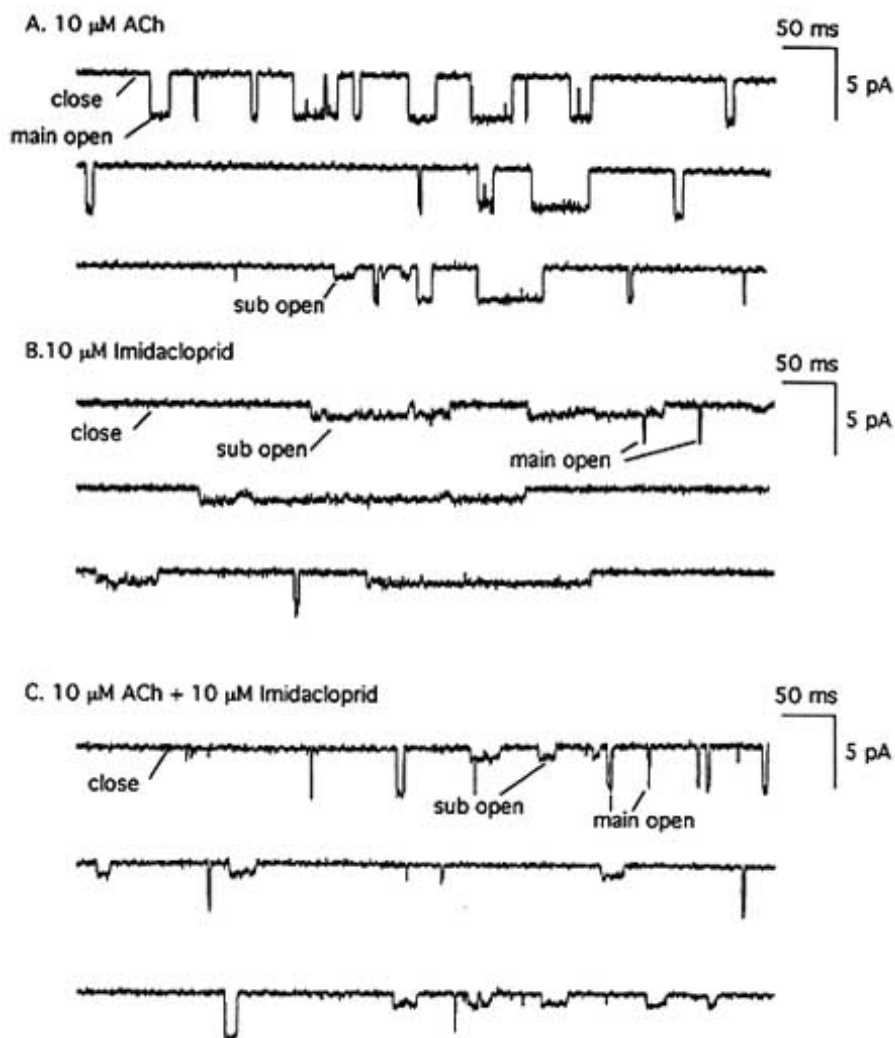 A. 10 μM ACh
50 ms
5 pA
close
main open
sub open
B.10 μM Imidacloprid
50 ms
5 pA
close
sub open
main open
C. 10 μM ACh + 10 μM Imidacloprid
50 ms
5 pA
close
sub open
main open